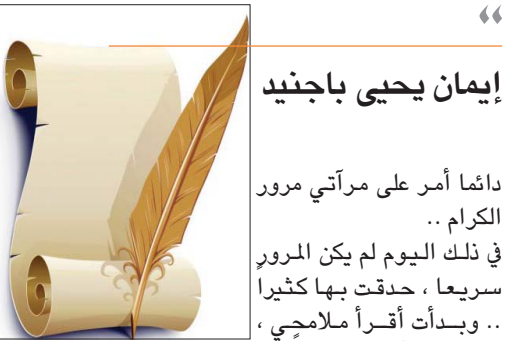 “
إيمان يحيى باجنيد
دائما أمر على مرآتي مرور
الكرام ..
في ذلك اليوم لم يكن المرورٍ
سريعا ، حدقت بها كثيراً
.. وبدأت أقرأ ملامحي ،